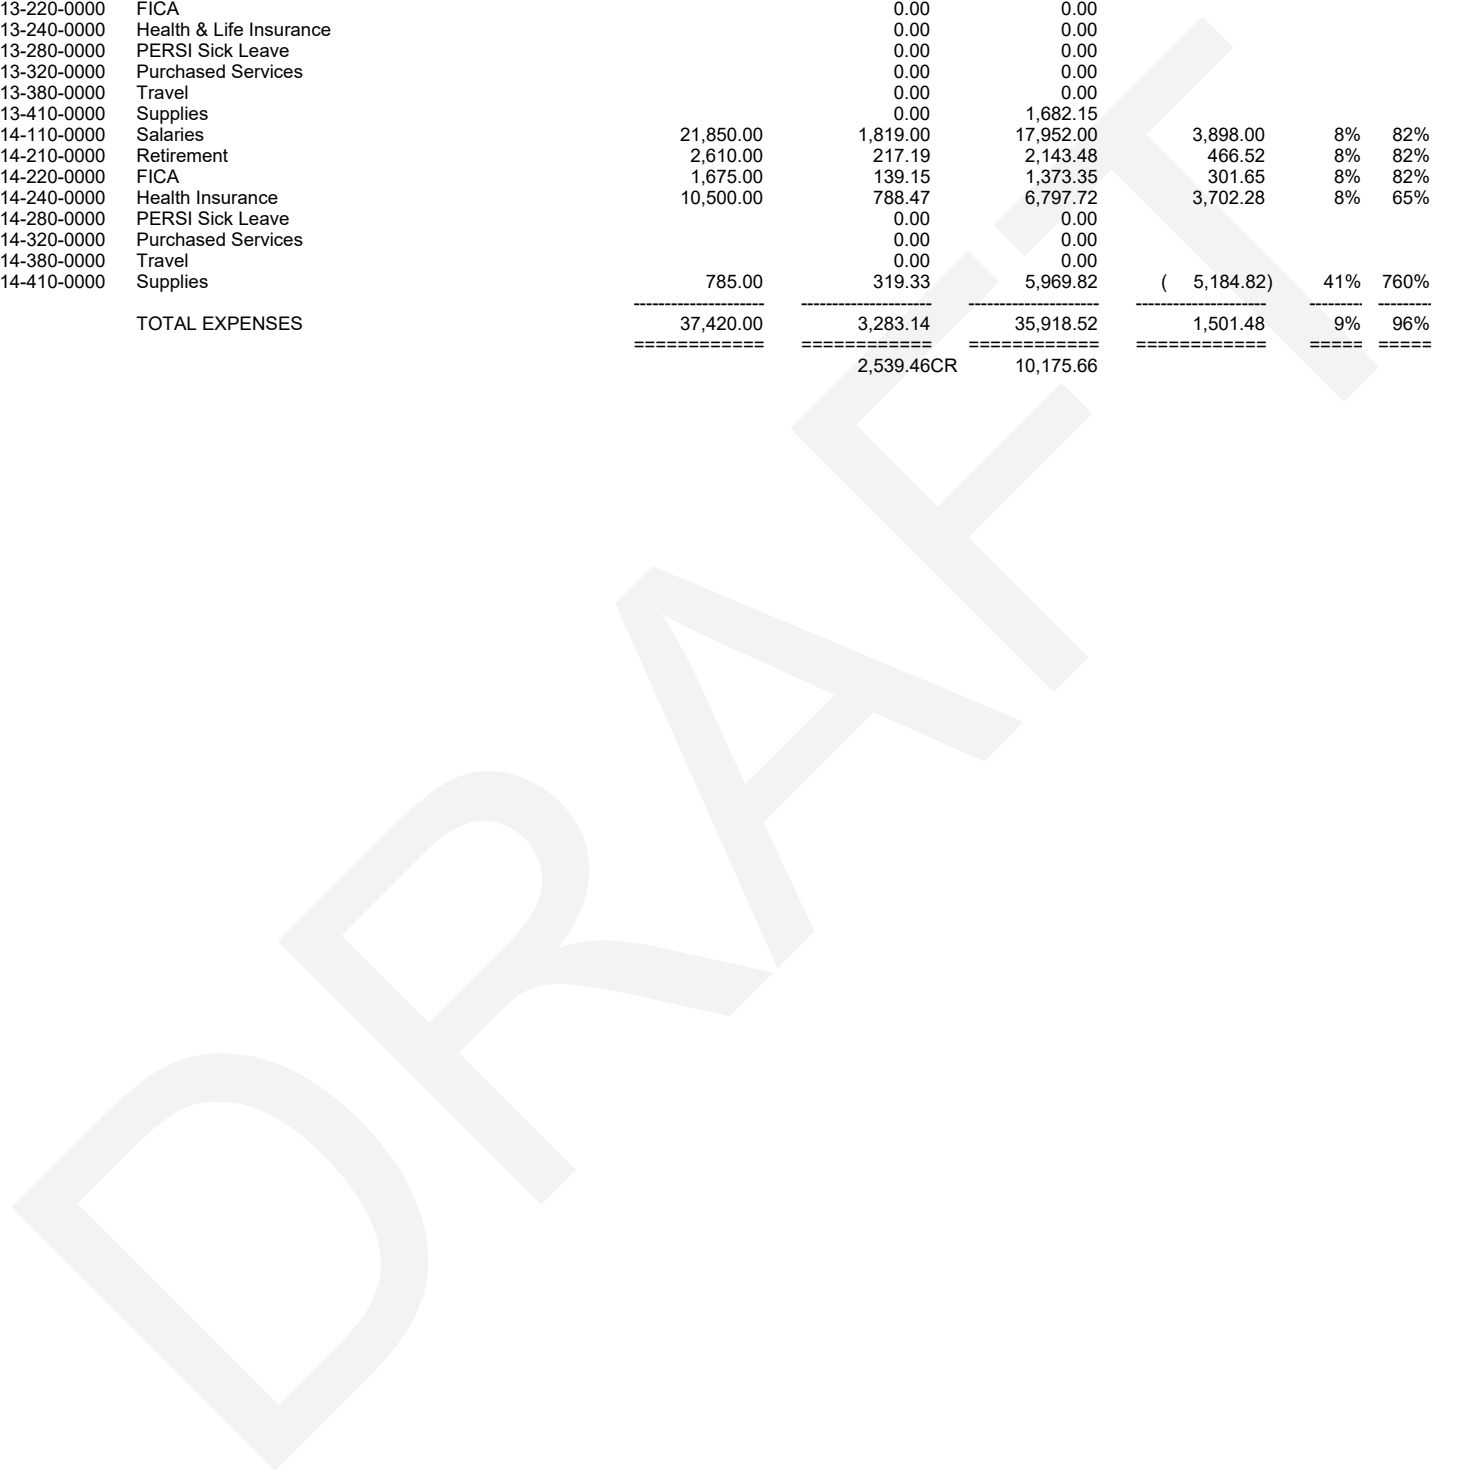 13-220-0000 FICA 0.00 0.00
13-240-0000 Health & Life Insurance 0.00 0.00
13-280-0000 PERSI Sick Leave 0.00 0.00
13-320-0000 Purchased Services 0.00 0.00
13-380-0000 Travel 0.00 0.00
13-410-0000 Supplies 0.00 1,682.15
14-110-0000 Salaries 21,850.00 1,819.00 17,952.00 3,898.00 8% 82%
14-210-0000 Retirement 2,610.00 217.19 2,143.48 466.52 8% 82%
14-220-0000 FICA 1,675.00 139.15 1,373.35 301.65 8% 82%
14-240-0000 Health Insurance 10,500.00 788.47 6,797.72 3,702.28 8% 65%
14-280-0000 PERSI Sick Leave 0.00 0.00
14-320-0000 Purchased Services 0.00 0.00
14-380-0000 Travel 0.00 0.00
14-410-0000 Supplies 785.00 319.33 5,969.82 ( 5,184.82) 41% 760%
--------------------- --------------------- --------------------- --------------------- -------- --------
TOTAL EXPENSES 37,420.00 3,283.14 35,918.52 1,501.48 9% 96%
============ ============ ============ ============ ===== =====
2,539.46CR 10,175.66
DRAFT